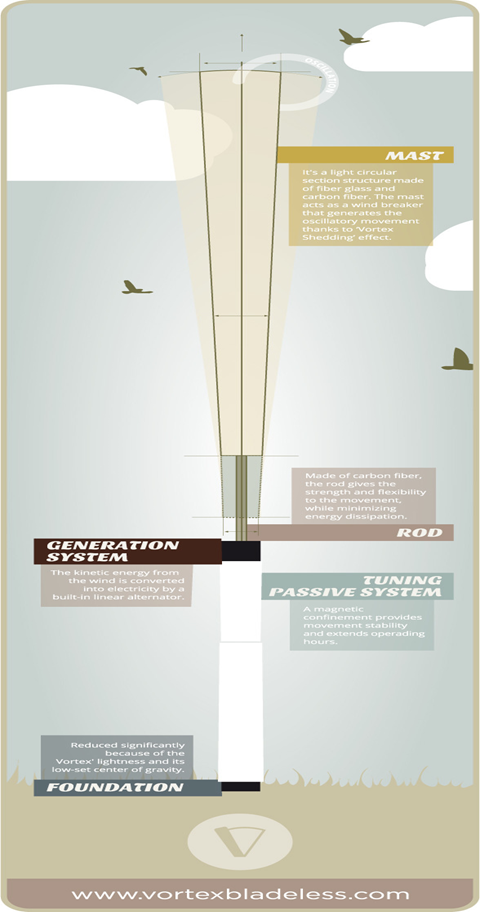 OSCILLATION
MAST
It's a light circular
section structure made
of fiber glass and
carbon fiber. The mast
acts as a wind breaker
that generates the
oscillatory movement
thanks to 'Vortex
Shedding' effect.
Made of carbon fiber,
the rod gives the
strength and flexibility
to the movement,
while minimizing
energy dissipation.
ROD
GENERATION
SYSTEM
The kinetic energy from
the wind is converted
into electricity by a
built-in linear alternator.
TUNING
PASSIVE SYSTEM
A magnetic
confinement provides
movement stability
and extends operating
hours.
Reduced significantly
because of the
Vortex' lightness and its
low-set center of gravity.
FOUNDATION
www.vortexbladeless.com